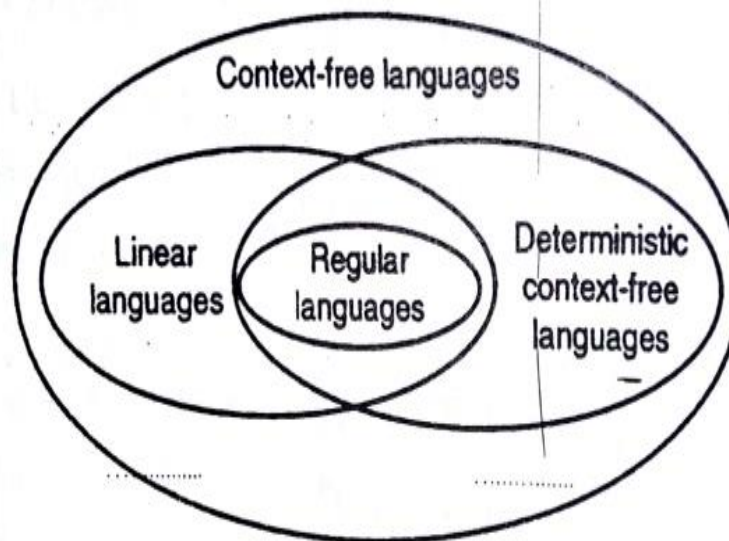 Context-free languages
Linear
languages
Regular
languages
Deterministic
context-free
languages